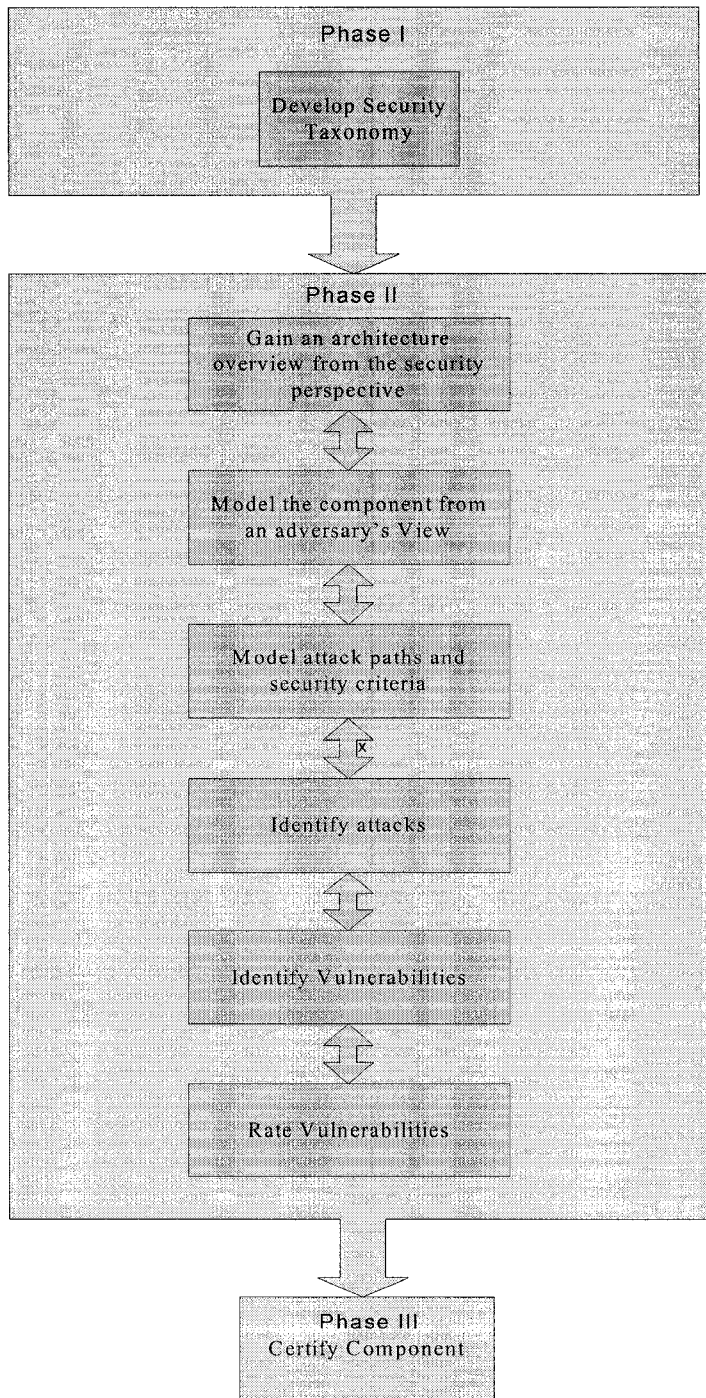 Phase I
Develop Security
Taxonomy
Phase II
Gain an architecture
overview from the security
perspective
Model the component from
an adversary's View
Model attack paths and
security criteria
x
Identify attacks
Identify Vulnerabilities
Rate Vulnerabilities
Phase III
Certify Component